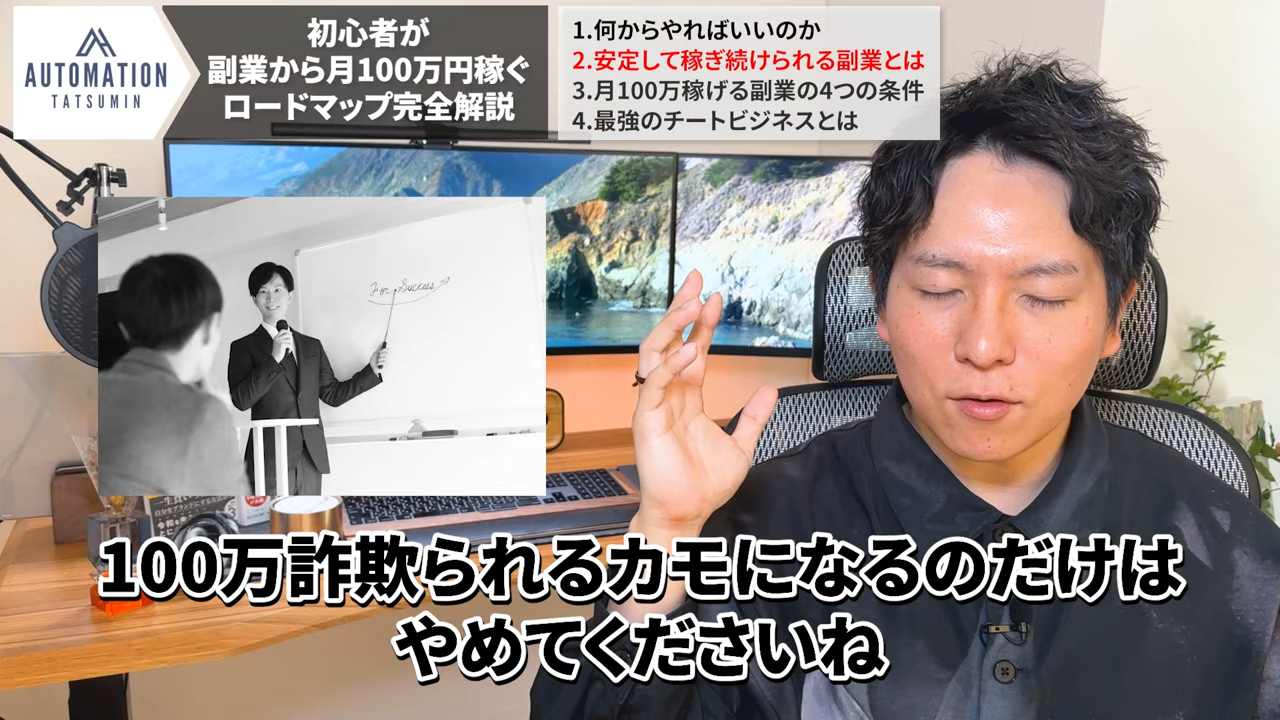 AUTOMATION
TATSUMIN
初心者が
副業から月100万円稼ぐ
ロードマップ完全解説
1.何からやればいいのか
2.安定して稼ぎ続けられる副業とは
3.月100万稼げる副業の4つの条件
4.最強のチートビジネスとは
For Success
100万詐欺られるカモになるのだけは
やめてくださいね